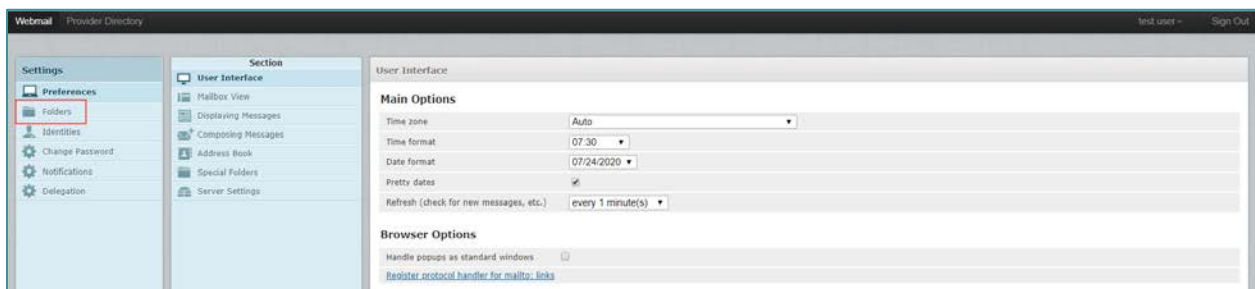 Webmail Provider Directory test user Sign Out
Settings
Preferences
Folders
Identities
Change Password
Notifications
Delegation
Section
User Interface
Mailbox View
Displaying Messages
Composing Messages
Address Book
Special Folders
Server Settings
User Interface
Main Options
Time zone Auto
Time format 07:30
Date format 07/24/2020
Pretty dates
Refresh (check for new messages, etc.) every 1 minute(s)
Browser Options
Handle popups as standard windows
Register protocol handler for mailto: links